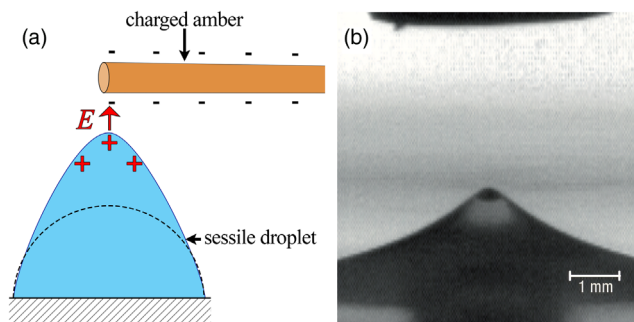 (a)
charged amber
- - - - -
- - - - -
E
+
+ +
sessile droplet
(b)
1 mm